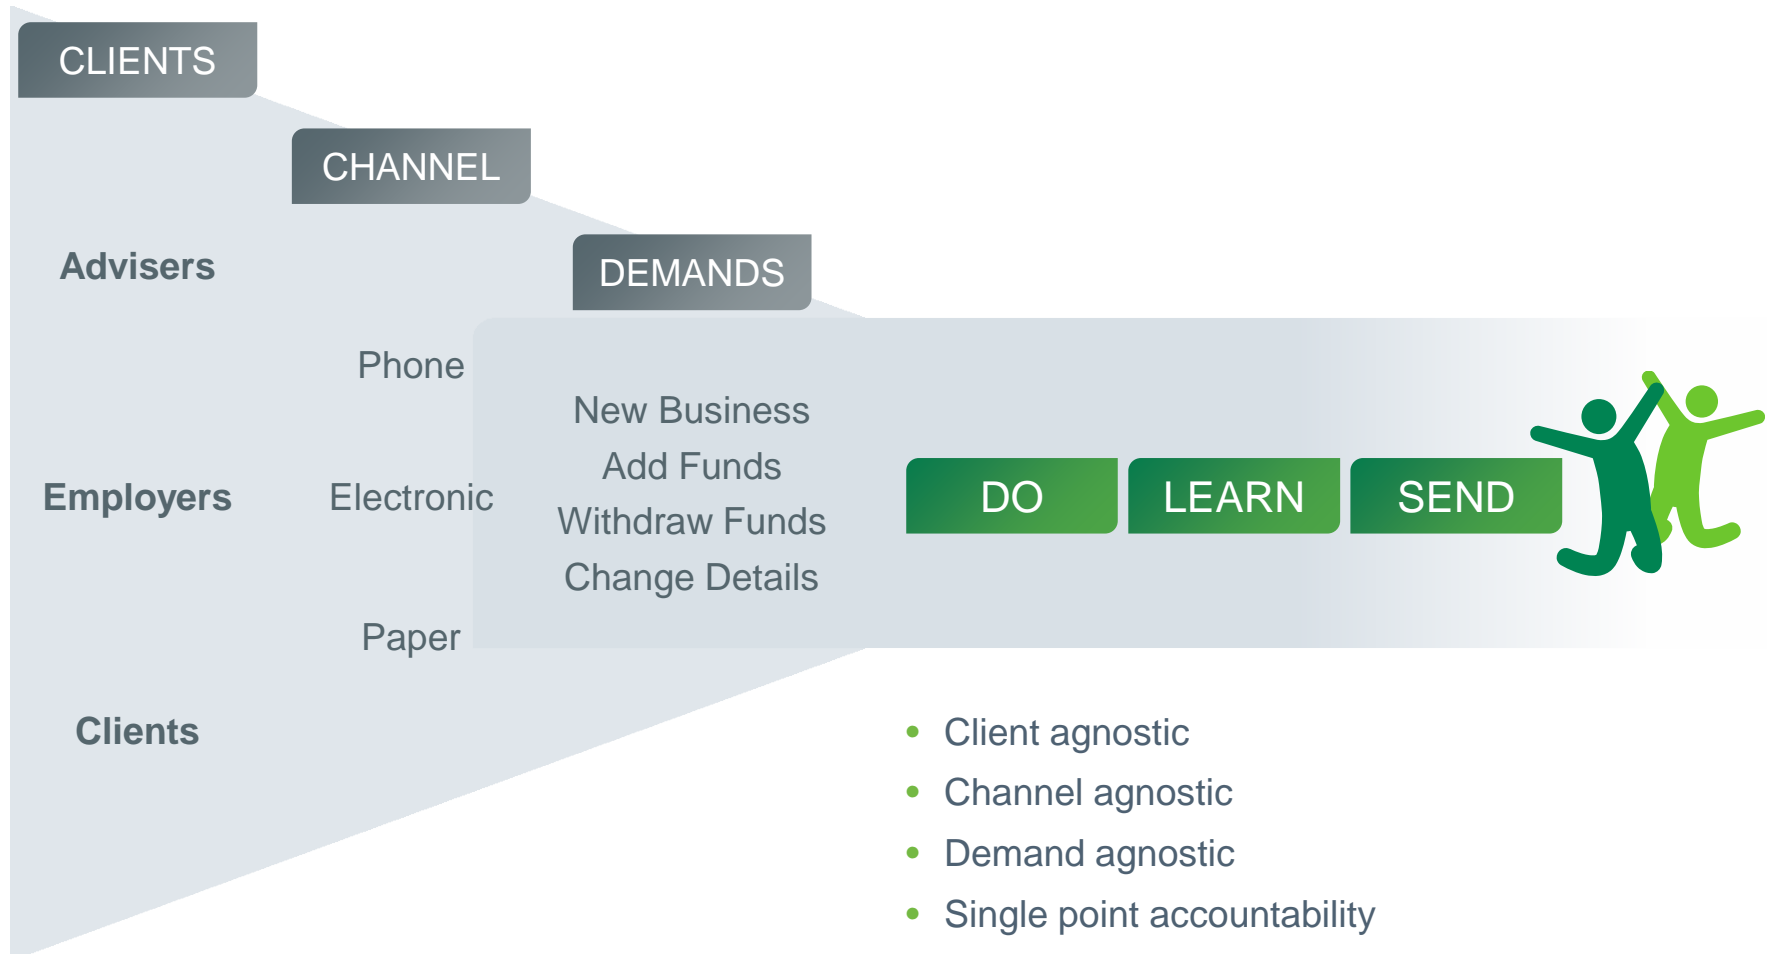 CLIENTS
CHANNEL
DEMANDS
Advisers
Employers
Clients
Phone
Electronic
Paper
New Business
Add Funds
Withdraw Funds
Change Details
DO
LEARN
SEND
• Client agnostic
• Channel agnostic
• Demand agnostic
• Single point accountability